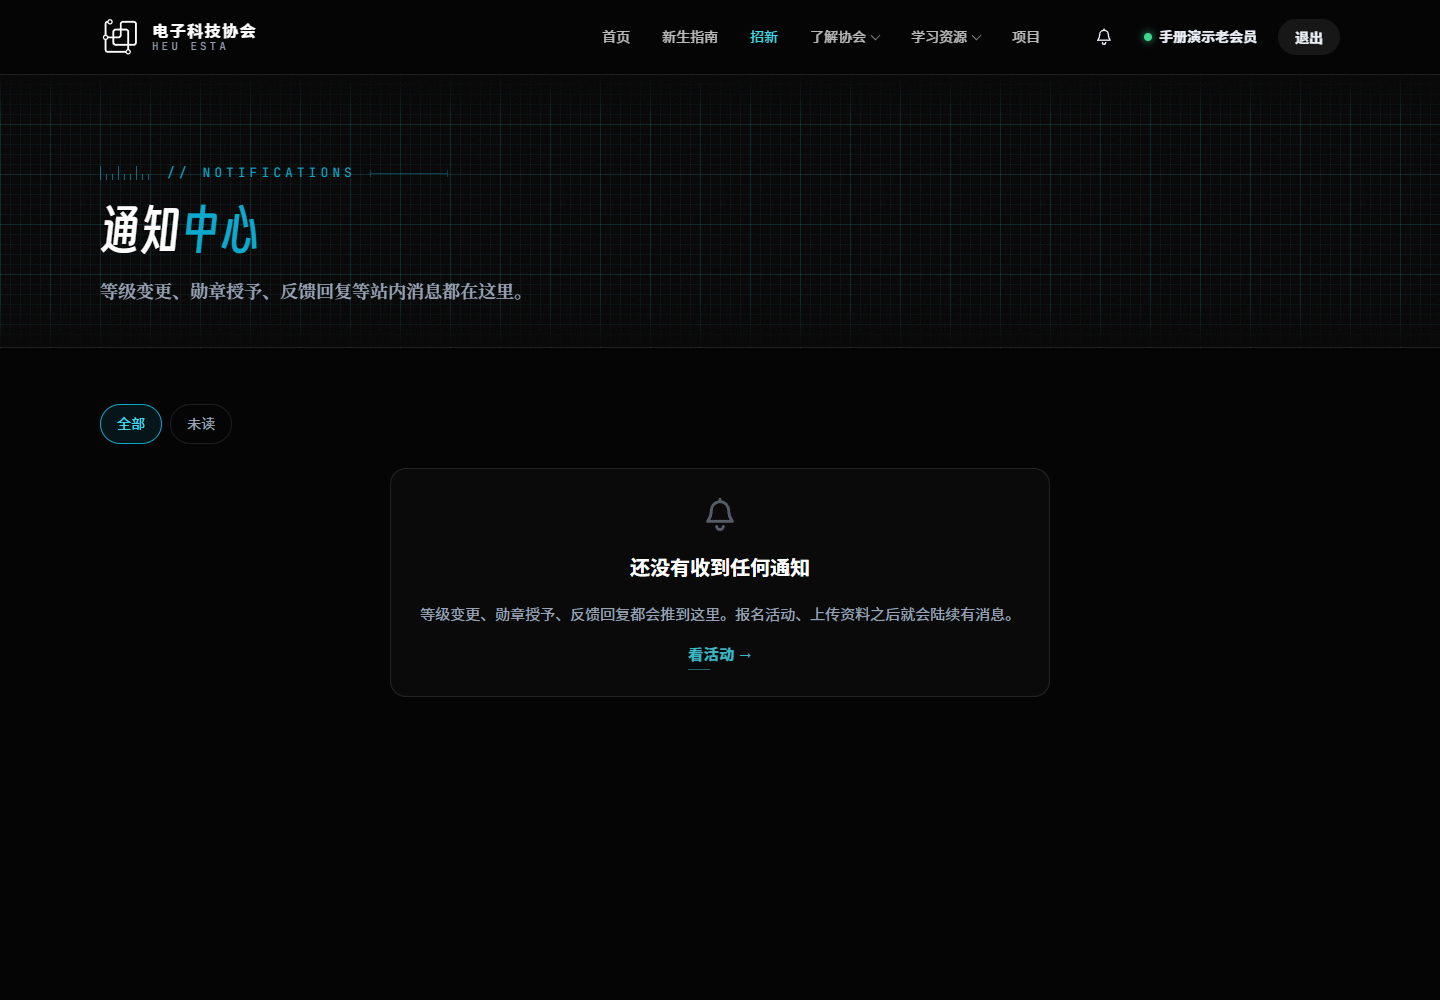 电子科技协会
HEU ESTA
首页
新生指南
招新
了解协会
学习资源
项目
手册演示老会员
退出
// NOTIFICATIONS
通知中心
等级变更、勋章授予、反馈回复等站内消息都在这里。
全部
未读
还没有收到任何通知
等级变更、勋章授予、反馈回复都会推到这里。报名活动、上传资料之后就会陆续有消息。
看活动 →